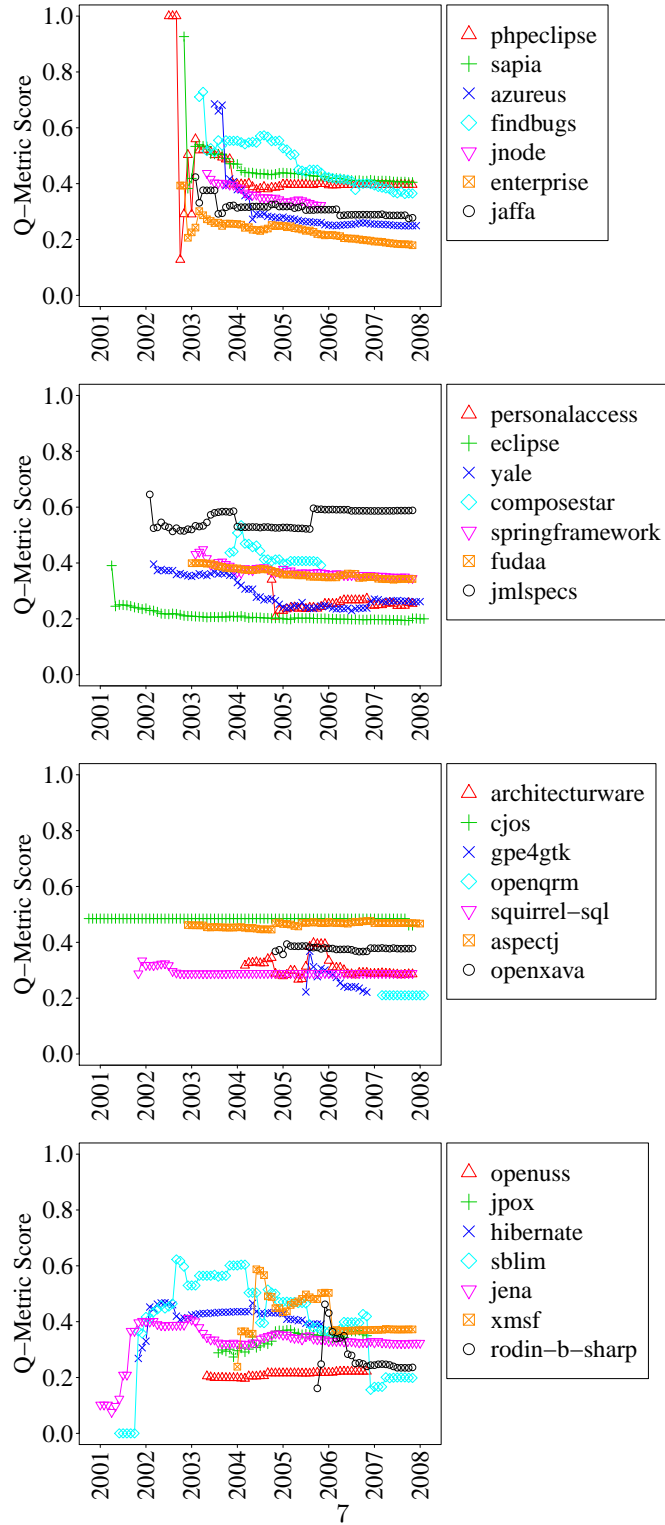 Q−Metric Score
1.0
0.8
0.6
0.4
0.2
0.0
2001
2002
2003
2004
2005
2006
2007
2008
phpeclipse
sapia
azureus
findbugs
jnode
enterprise
jaffa
Q−Metric Score
1.0
0.8
0.6
0.4
0.2
0.0
2001
2002
2003
2004
2005
2006
2007
2008
personalaccess
eclipse
yale
composestar
springframework
fudaa
jmlspecs
Q−Metric Score
1.0
0.8
0.6
0.4
0.2
0.0
2001
2002
2003
2004
2005
2006
2007
2008
architecturware
cjos
gpe4gtk
openqrm
squirrel−sql
aspectj
openxava
Q−Metric Score
1.0
0.8
0.6
0.4
0.2
0.0
2001
2002
2003
2004
2005
2006
2007
2008
openuss
jpox
hibernate
sblim
jena
xmsf
rodin−b−sharp
7